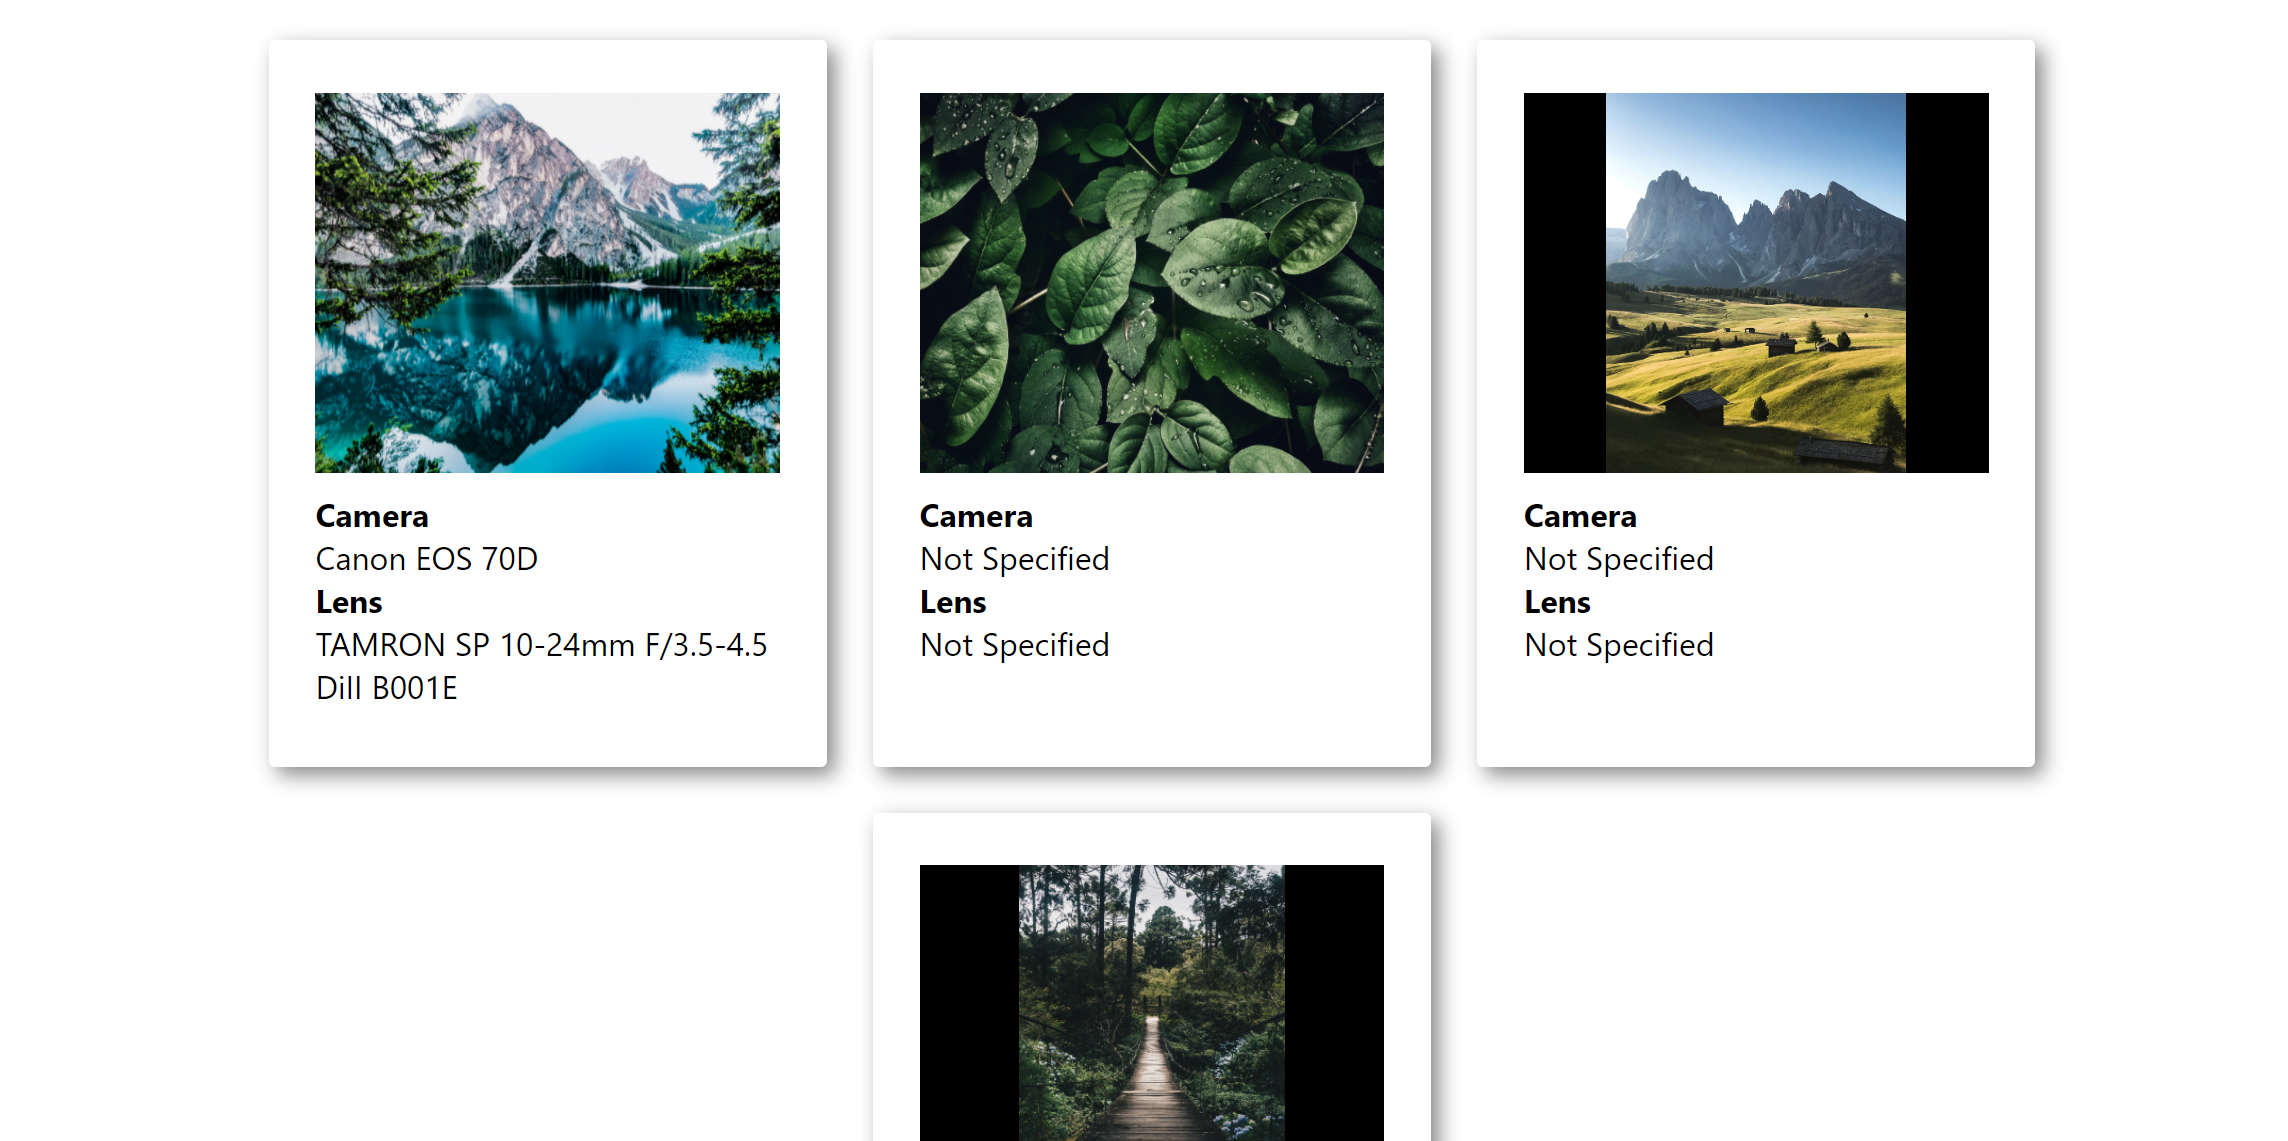 Camera
Canon EOS 70D
Lens
TAMRON SP 10-24mm F/3.5-4.5
Dill B001E
Camera
Not Specified
Lens
Not Specified
Camera
Not Specified
Lens
Not Specified